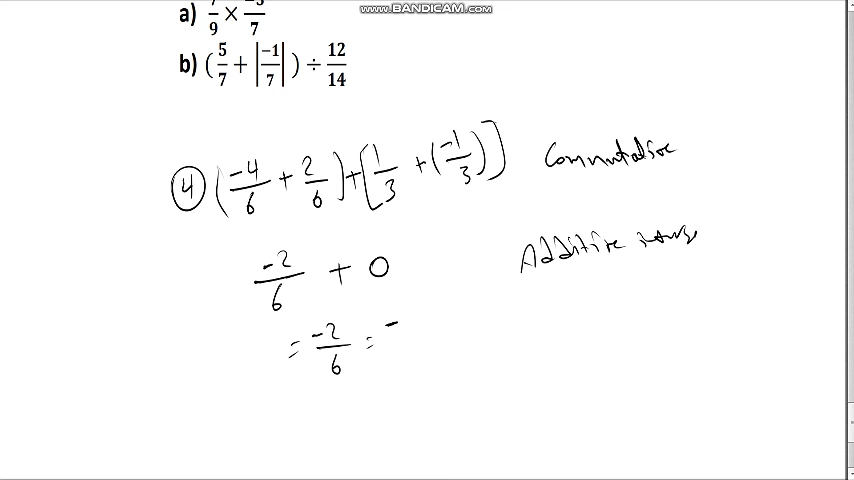 WWW.BANDICAM.COM
a) 7/9 × -5/7
b) (5/7 + |-1/7|) ÷ 12/14
④ (-4/6 + 2/6) + [1/3 + (-1/3)] Commutative
-2/6 + 0 Additive
= -2/6 = -